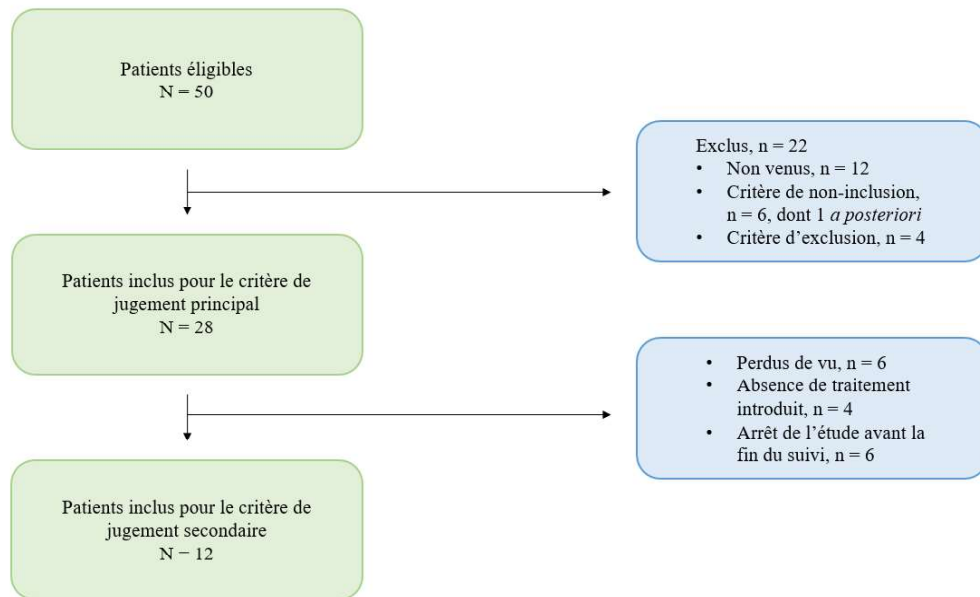 Patients éligibles
N = 50
Exclus, n = 22
• Non venus, n = 12
• Critère de non-inclusion,
n = 6, dont 1 a posteriori
• Critère d’exclusion, n = 4
Patients inclus pour le critère de
jugement principal
N = 28
• Perdus de vu, n = 6
• Absence de traitement
introduit, n = 4
• Arrêt de l’étude avant la
fin du suivi, n = 6
Patients inclus pour le critère de
jugement secondaire
N − 12